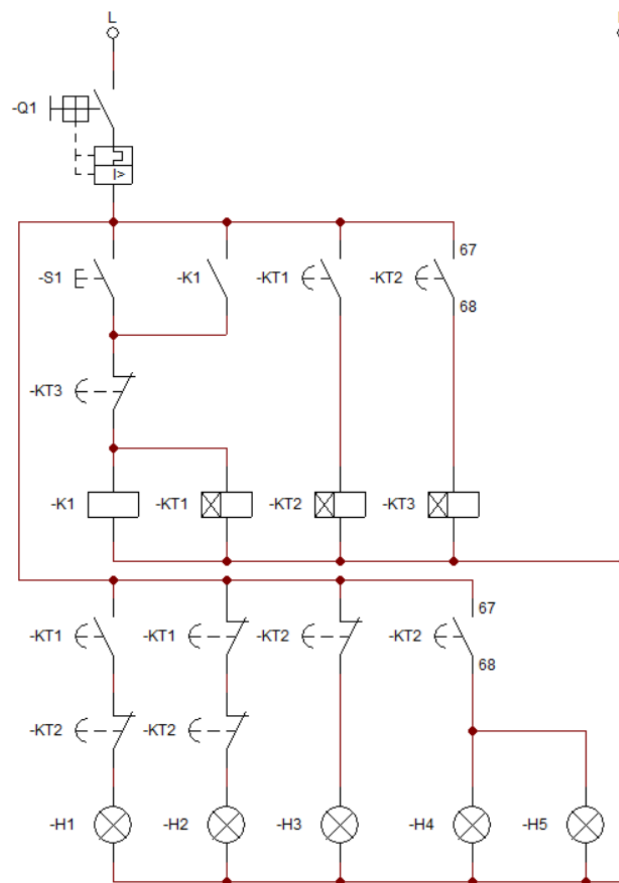 L
-Q1
I>
67
-S1
-K1
-KT1
-KT2
68
-KT3
-K1
-KT1
-KT2
-KT3
67
-KT1
-KT1
-KT2
-KT2
68
-KT2
-KT2
-H1
-H2
-H3
-H4
-H5